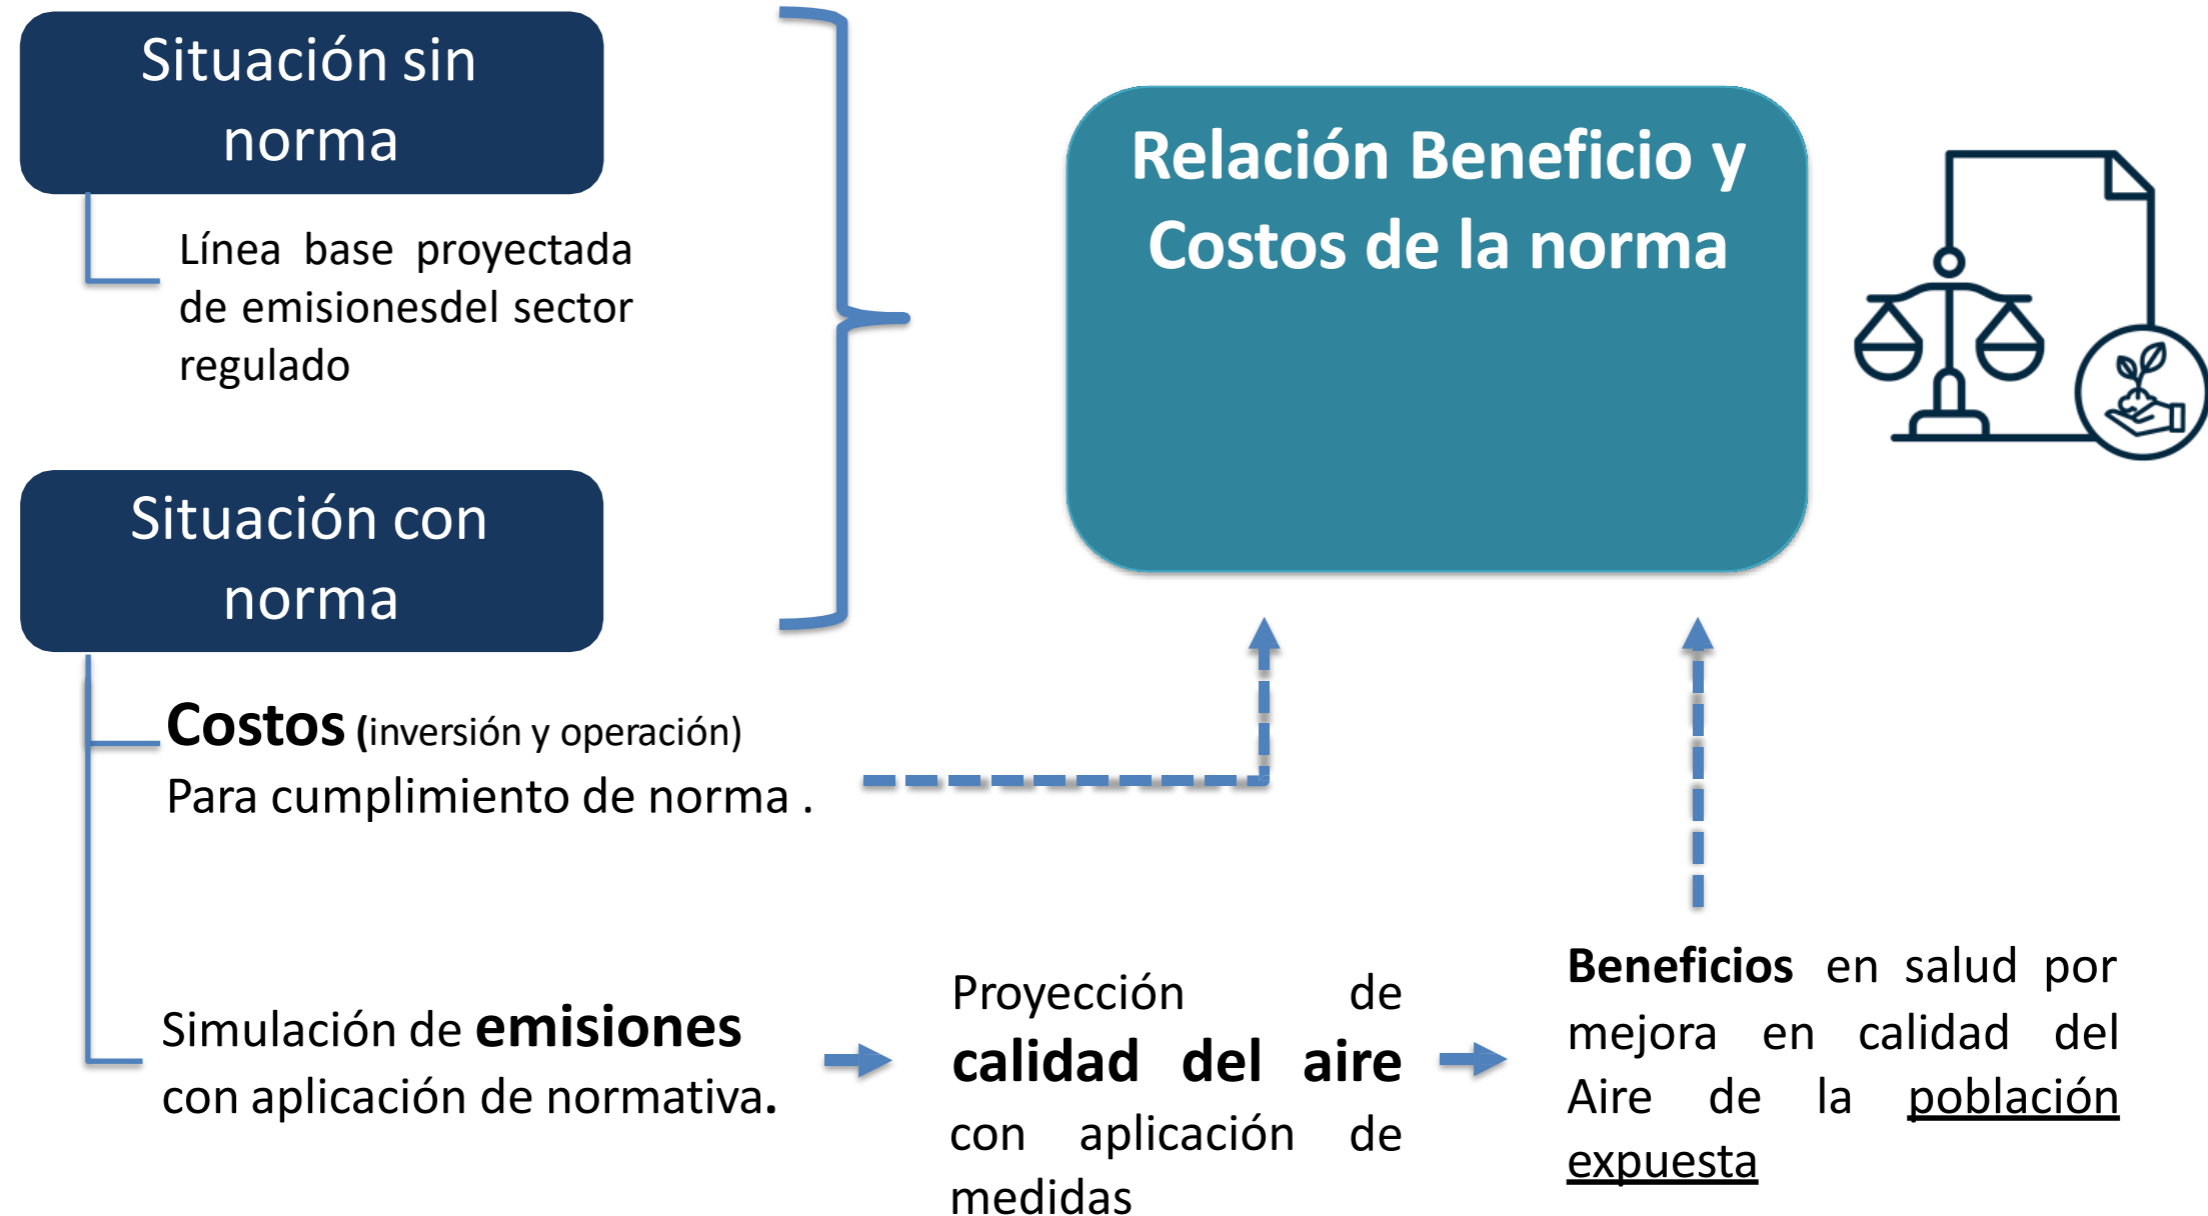 Situación sin
norma
Línea base proyectada
de emisionesdel sector
regulado
Relación Beneficio y
Costos de la norma
Situación con
norma
Costos (inversión y operación)
Para cumplimiento de norma .
Simulación de emisiones
con aplicación de normativa.
Proyección de
calidad del aire
con aplicación de
medidas
Beneficios en salud por
mejora en calidad del
Aire de la población
expuesta